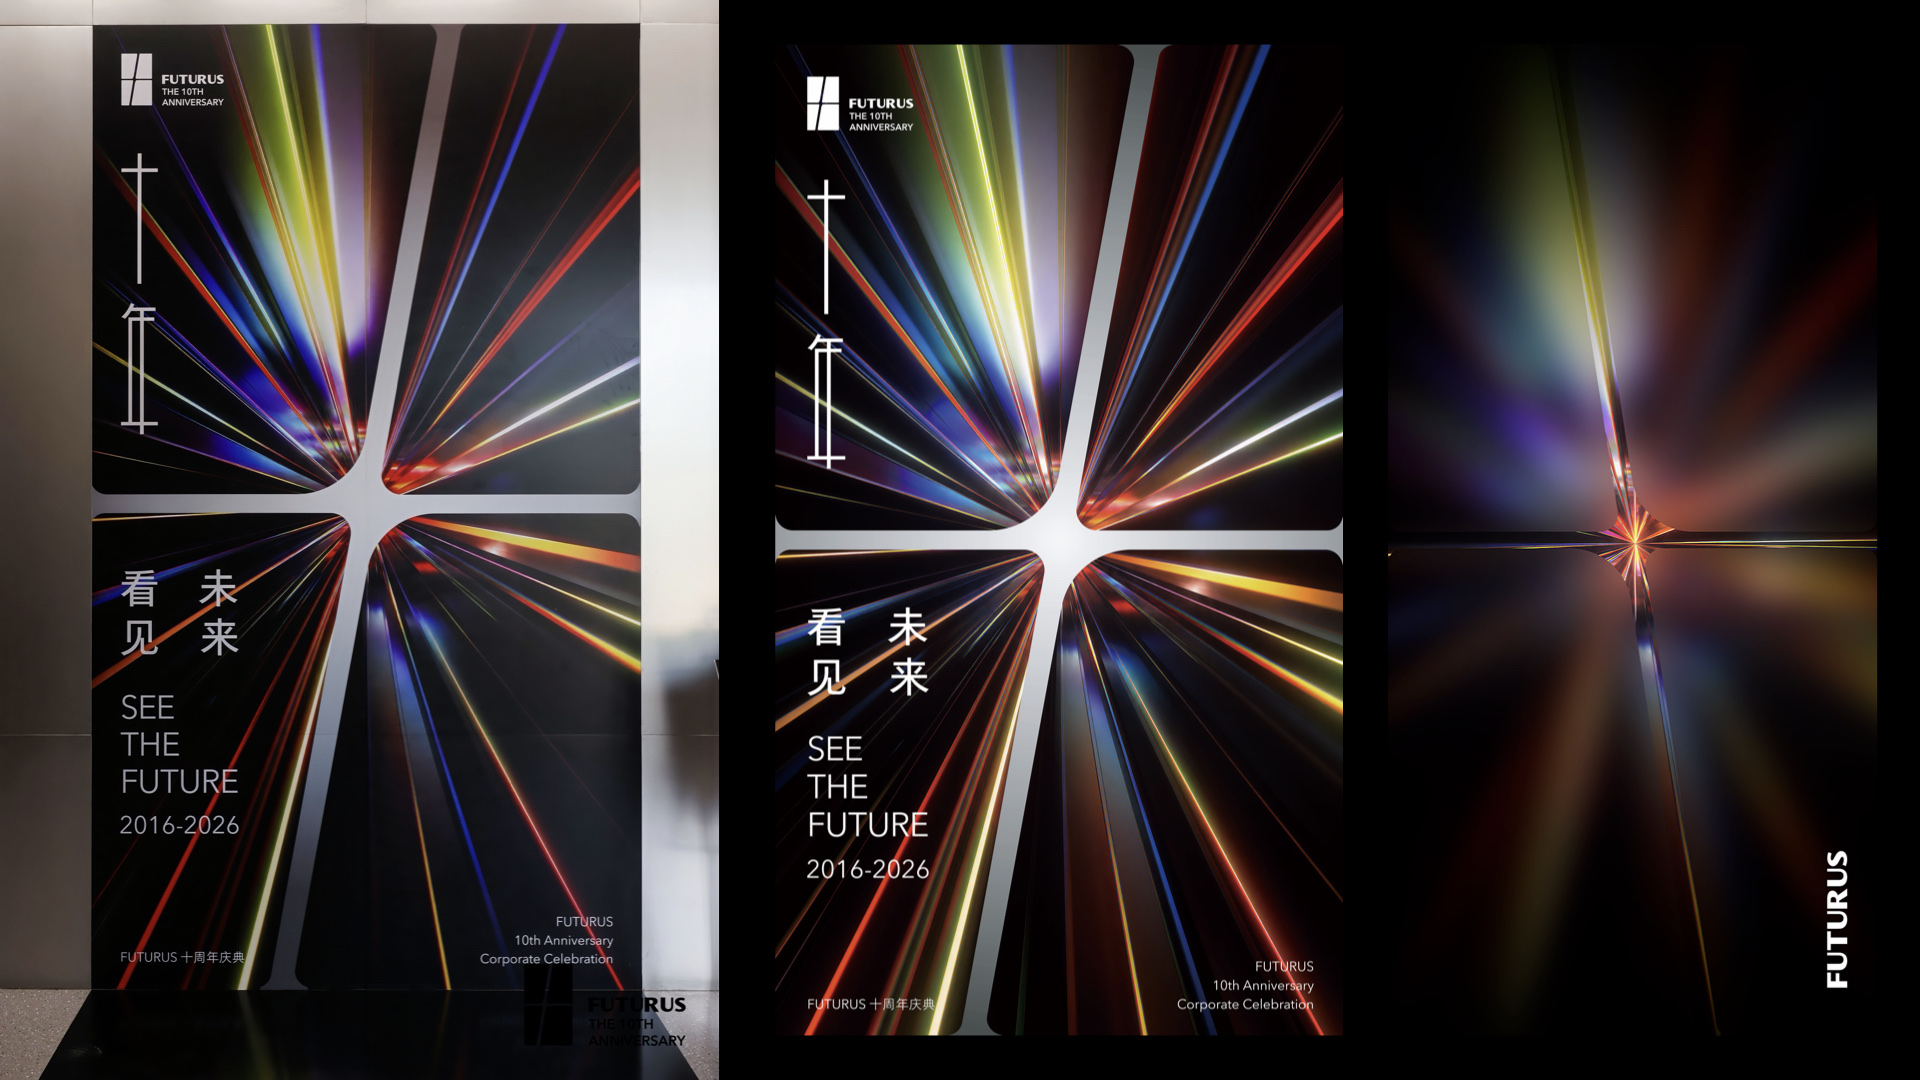 FUTURUS
THE 10TH
ANNIVERSARY
十年
看 未
见 来
SEE
THE
FUTURE
2016-2026
FUTURUS 十周年庆典
FUTURUS
10th Anniversary
Corporate Celebration
FUTURUS
THE 10TH
ANNIVERSARY
FUTURUS
THE 10TH
ANNIVERSARY
十年
看 未
见 来
SEE
THE
FUTURE
2016-2026
FUTURUS 十周年庆典
FUTURUS
10th Anniversary
Corporate Celebration
FUTURUS